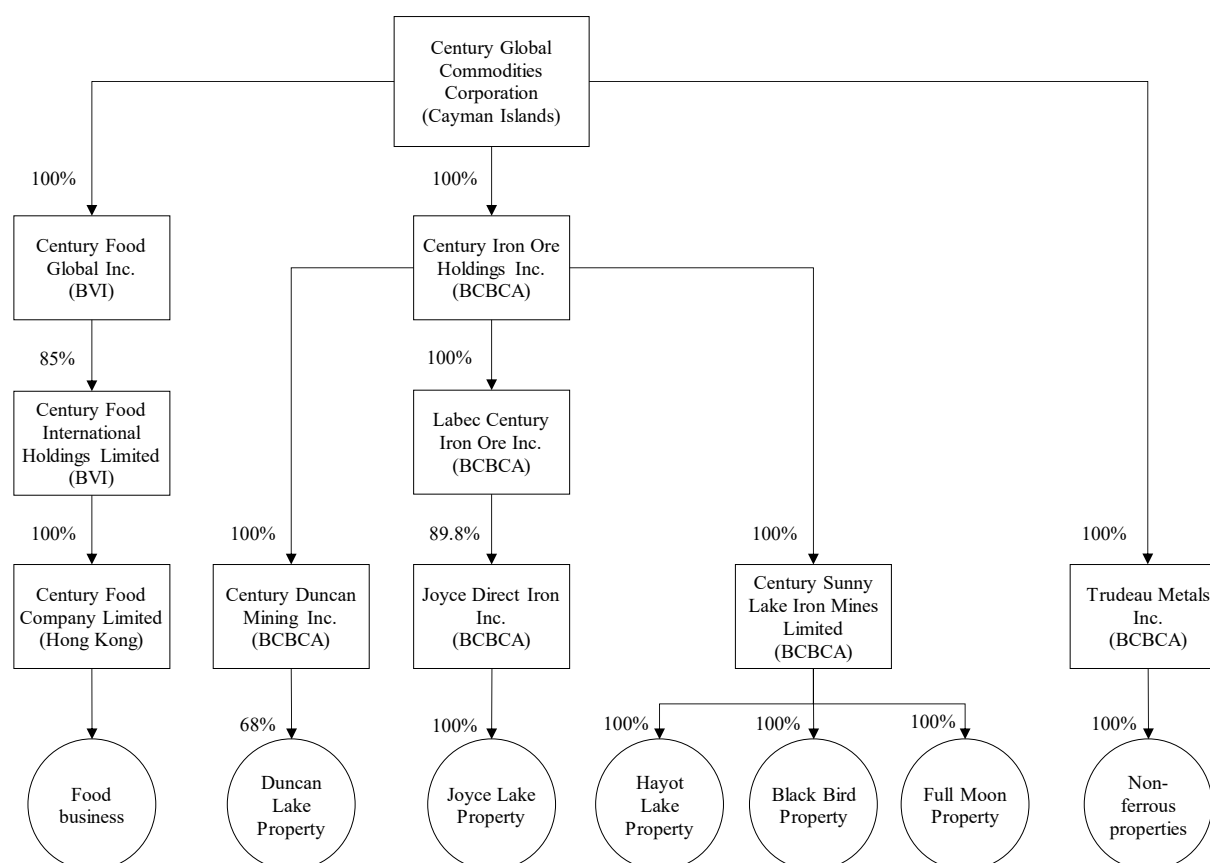 Century Global
Commodities
Corporation
(Cayman Islands)
100%
100%
Century Food
Global Inc.
(BVI)
Century Iron Ore
Holdings Inc.
(BCBCA)
85%
100%
Century Food
International
Holdings Limited
(BVI)
Labec Century
Iron Ore Inc.
(BCBCA)
100%
100%
89.8%
100%
100%
Century Food
Company Limited
(Hong Kong)
Century Duncan
Mining Inc.
(BCBCA)
Joyce Direct Iron
Inc.
(BCBCA)
Century Sunny
Lake Iron Mines
Limited
(BCBCA)
Trudeau Metals
Inc.
(BCBCA)
68%
100%
100%
100%
100%
100%
Food
business
Duncan
Lake
Property
Joyce Lake
Property
Hayot
Lake
Property
Black Bird
Property
Full Moon
Property
Non-
ferrous
properties